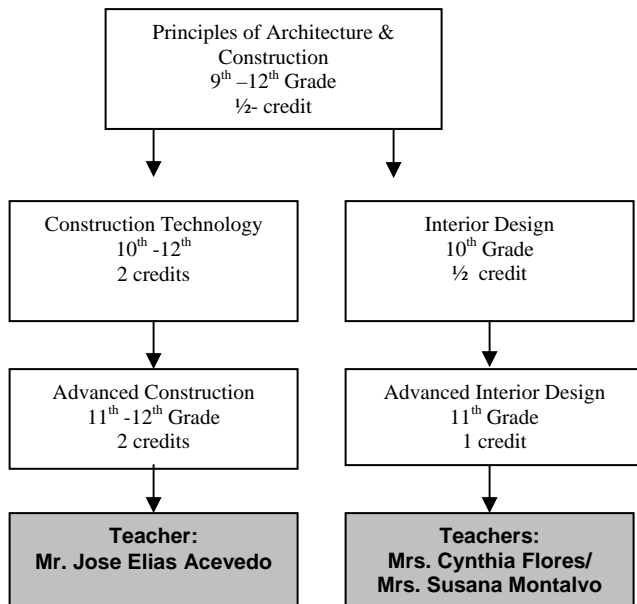 Principles of Architecture &
Construction
9th –12th Grade
½- credit
Construction Technology
10th -12th
2 credits
Interior Design
10th Grade
½ credit
Advanced Construction
11th -12th Grade
2 credits
Advanced Interior Design
11th Grade
1 credit
Teacher:
Mr. Jose Elias Acevedo
Teachers:
Mrs. Cynthia Flores/
Mrs. Susana Montalvo